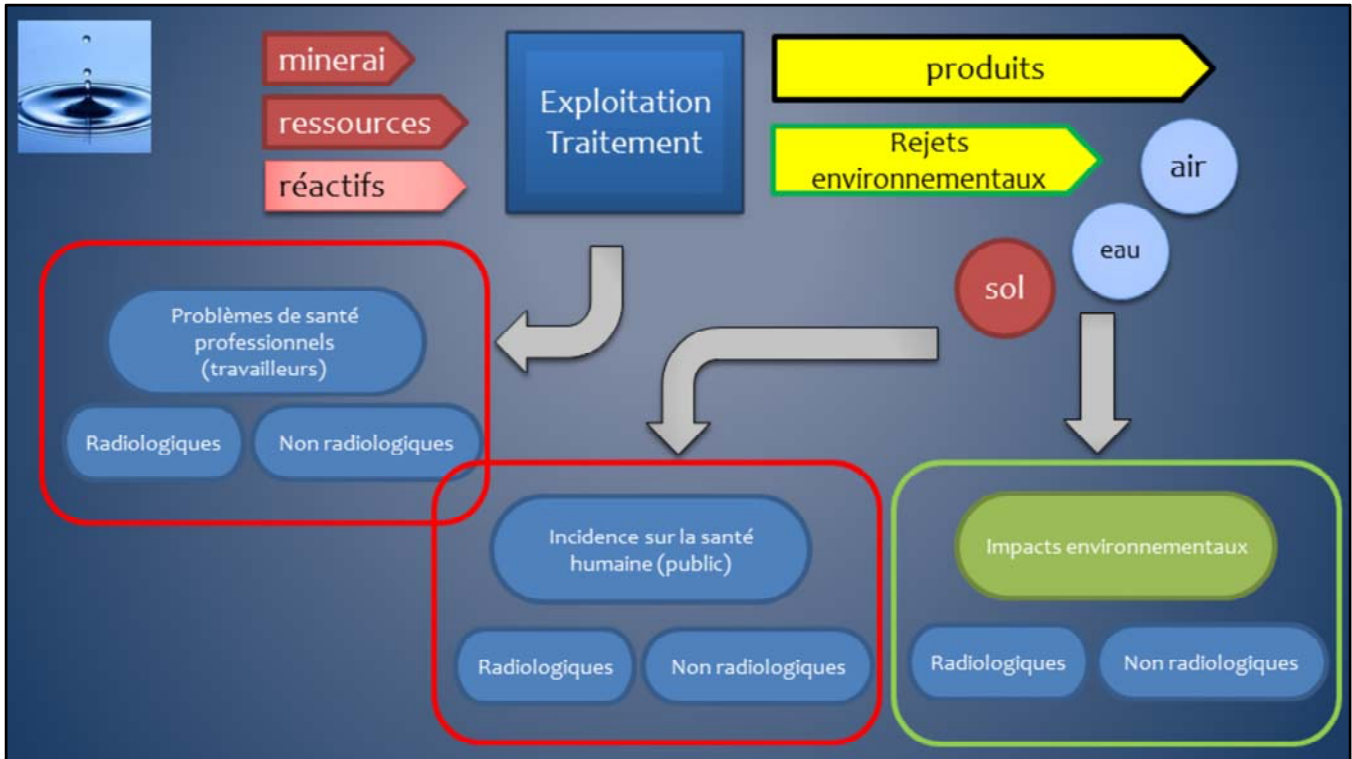 minerai
ressources
réactifs
Exploitation
Traitement
produits
Rejets
environnementaux
air
eau
sol
Problèmes de santé
professionnels
(travailleurs)
Radiologiques
Non radiologiques
Incidence sur la santé
humaine (public)
Radiologiques
Non radiologiques
Impacts environnementaux
Radiologiques
Non radiologiques